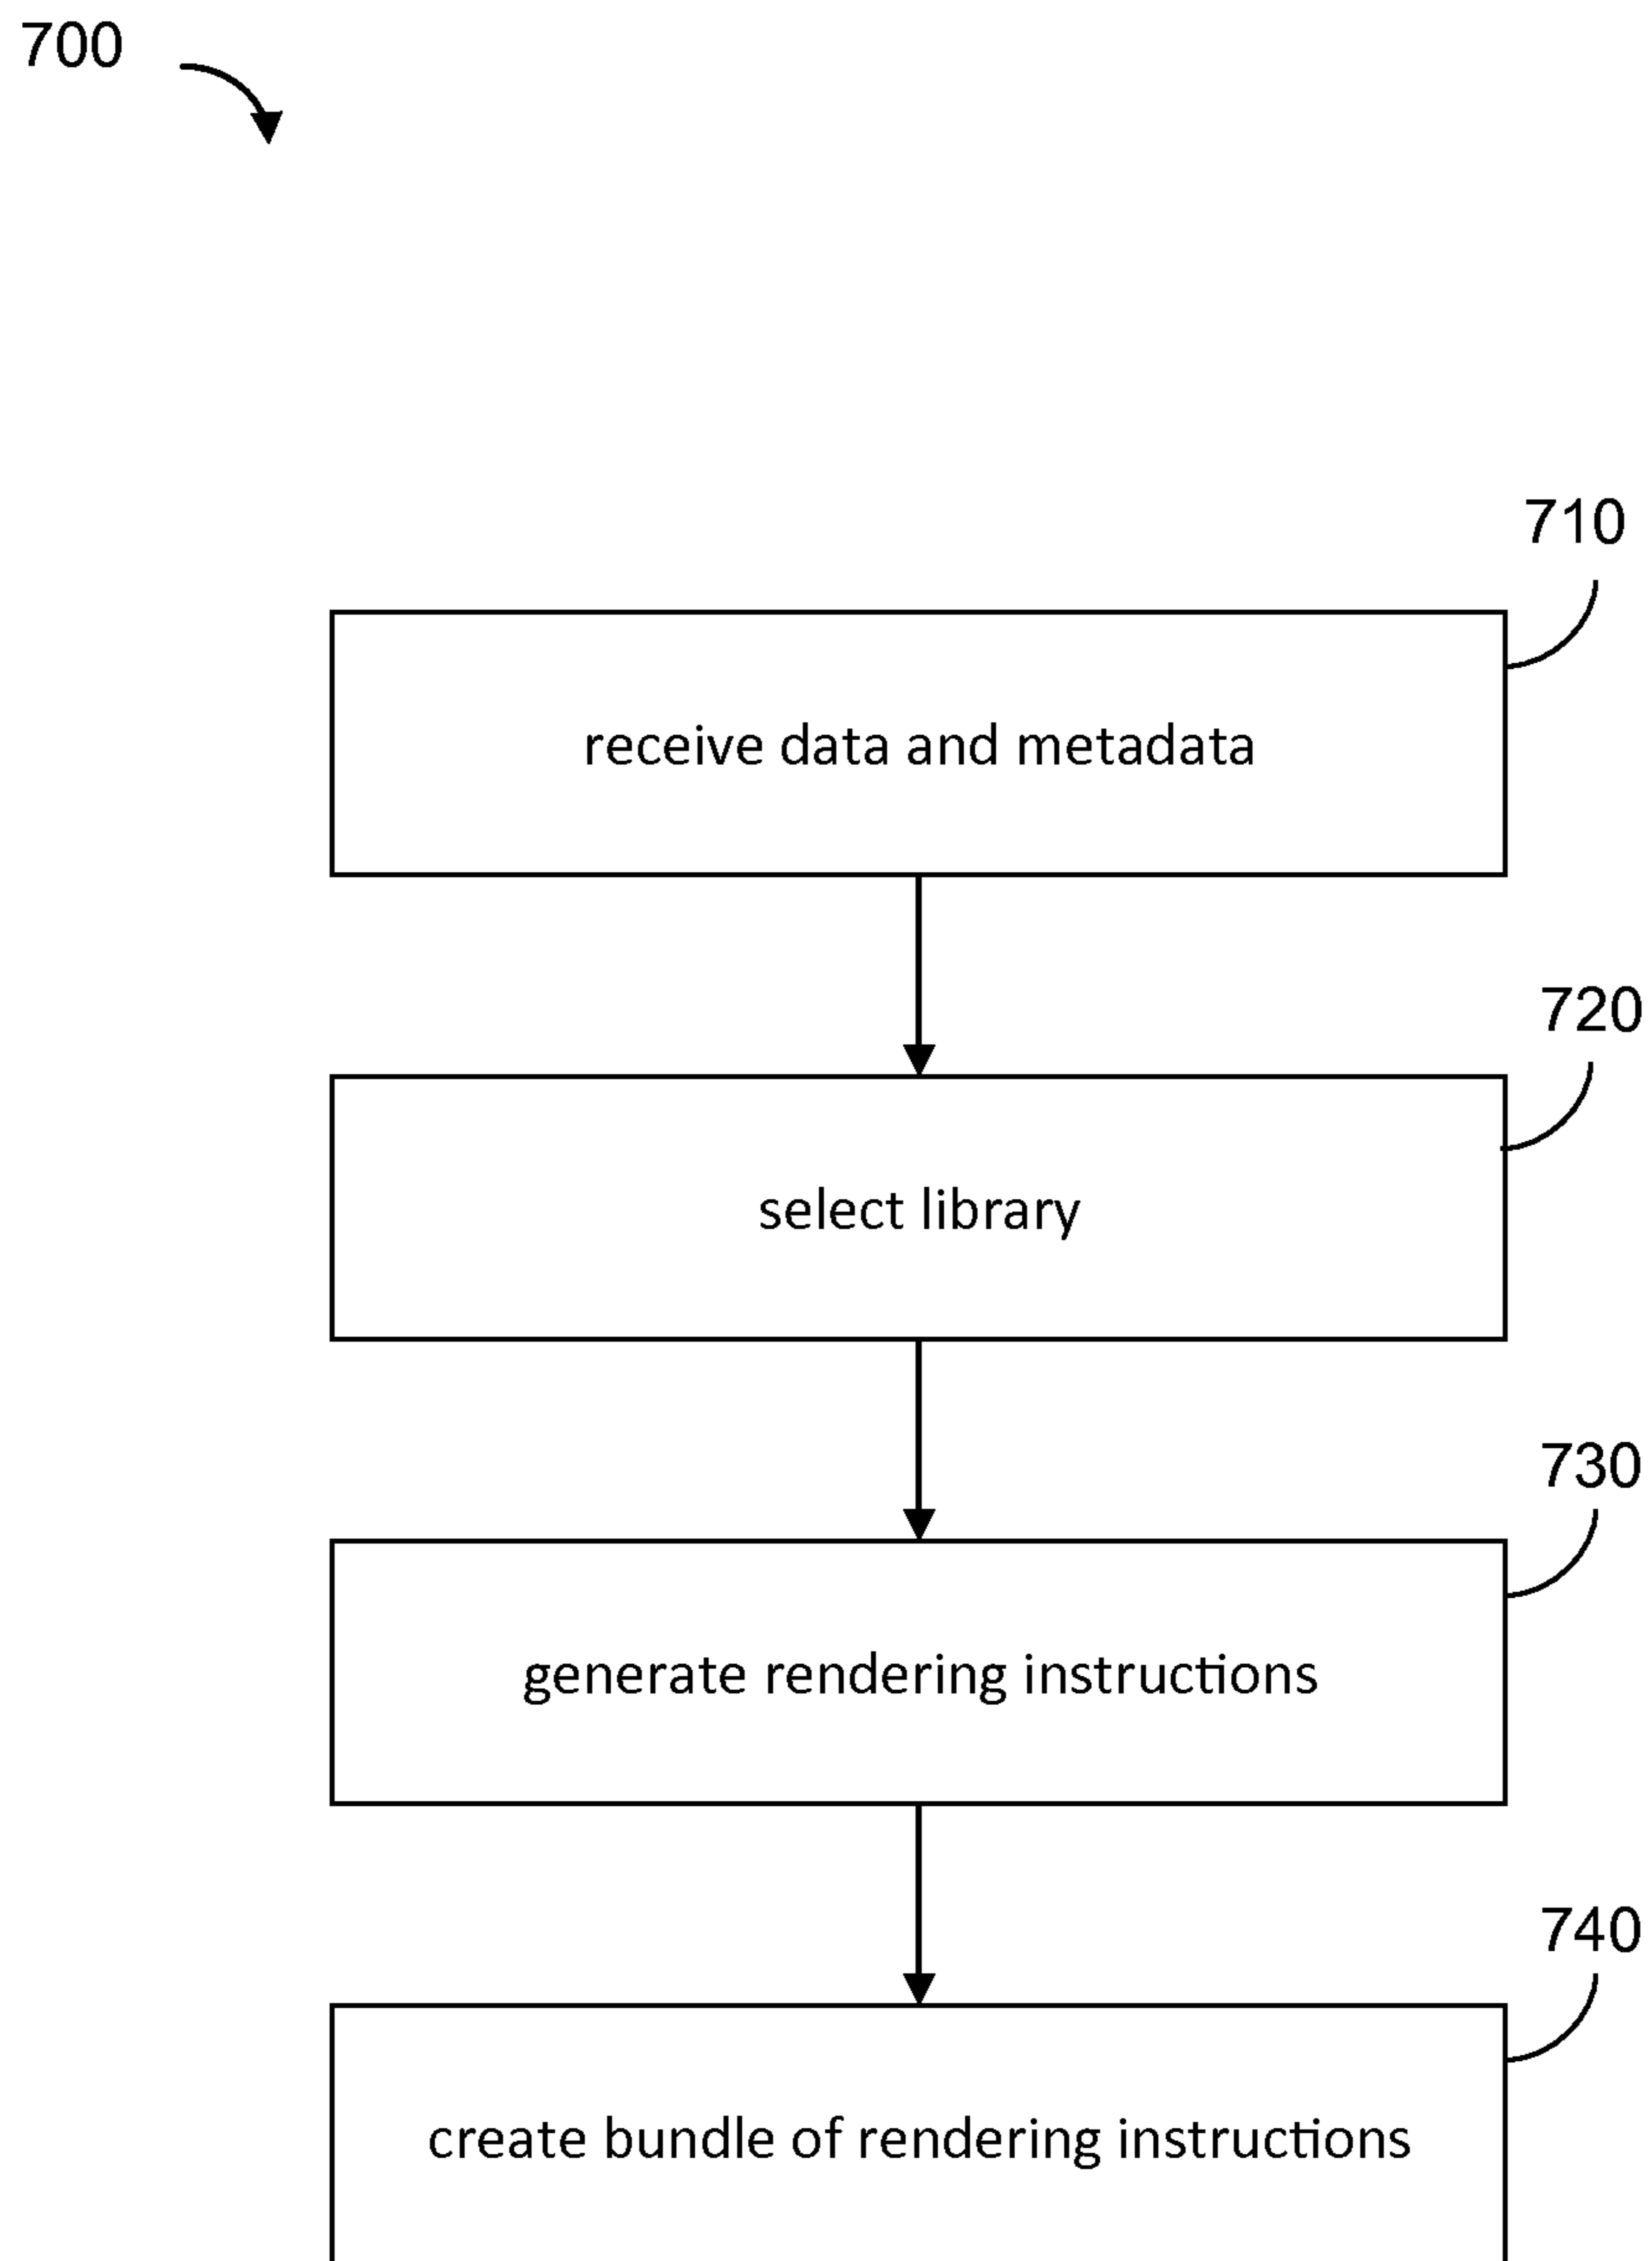 700
710
receive data and metadata
720
select library
730
generate rendering instructions
740
create bundle of rendering instructions